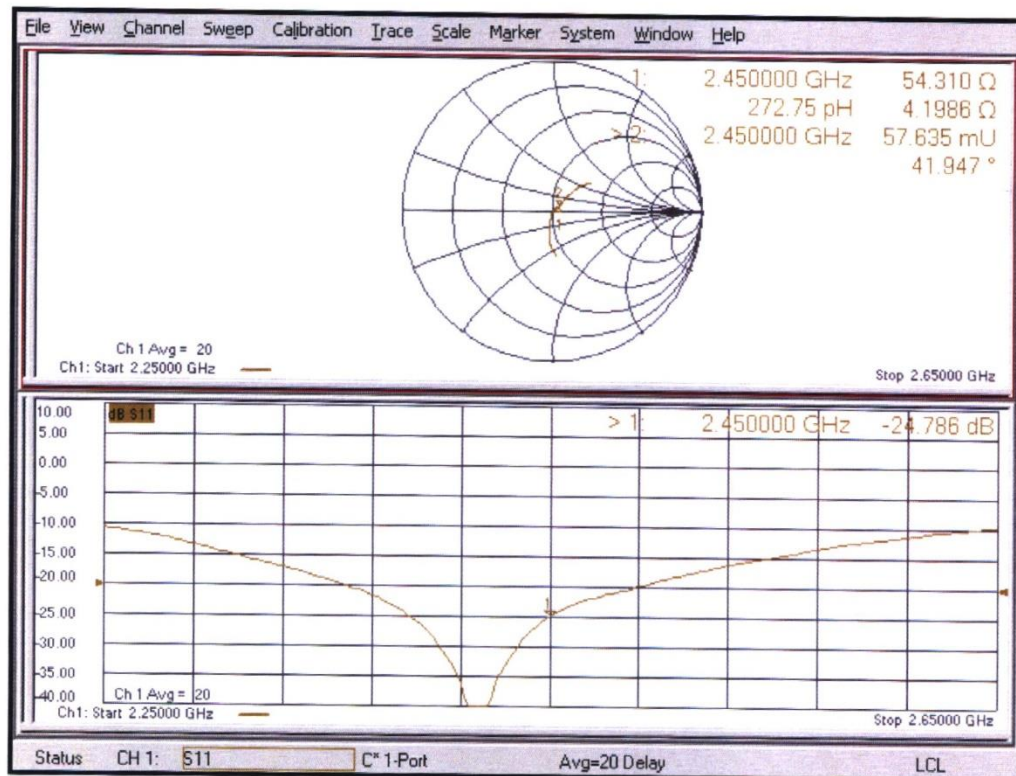 File View Channel Sweep Calibration Trace Scale Marker System Window Help
1: 2.450000 GHz 54.310 Ω
272.75 pH 4.1986 Ω
> 2: 2.450000 GHz 57.635 mU
41.947 °
2
1
Ch 1 Avg = 20
Ch1: Start 2.25000 GHz
Stop 2.65000 GHz
10.00
dB S11
> 1: 2.450000 GHz -24.786 dB
5.00
0.00
-5.00
-10.00
-15.00
-20.00
-25.00
1
-30.00
-35.00
-40.00
Ch 1 Avg = 20
Ch1: Start 2.25000 GHz
Stop 2.65000 GHz
Status CH 1: S11 C* 1-Port Avg=20 Delay LCL